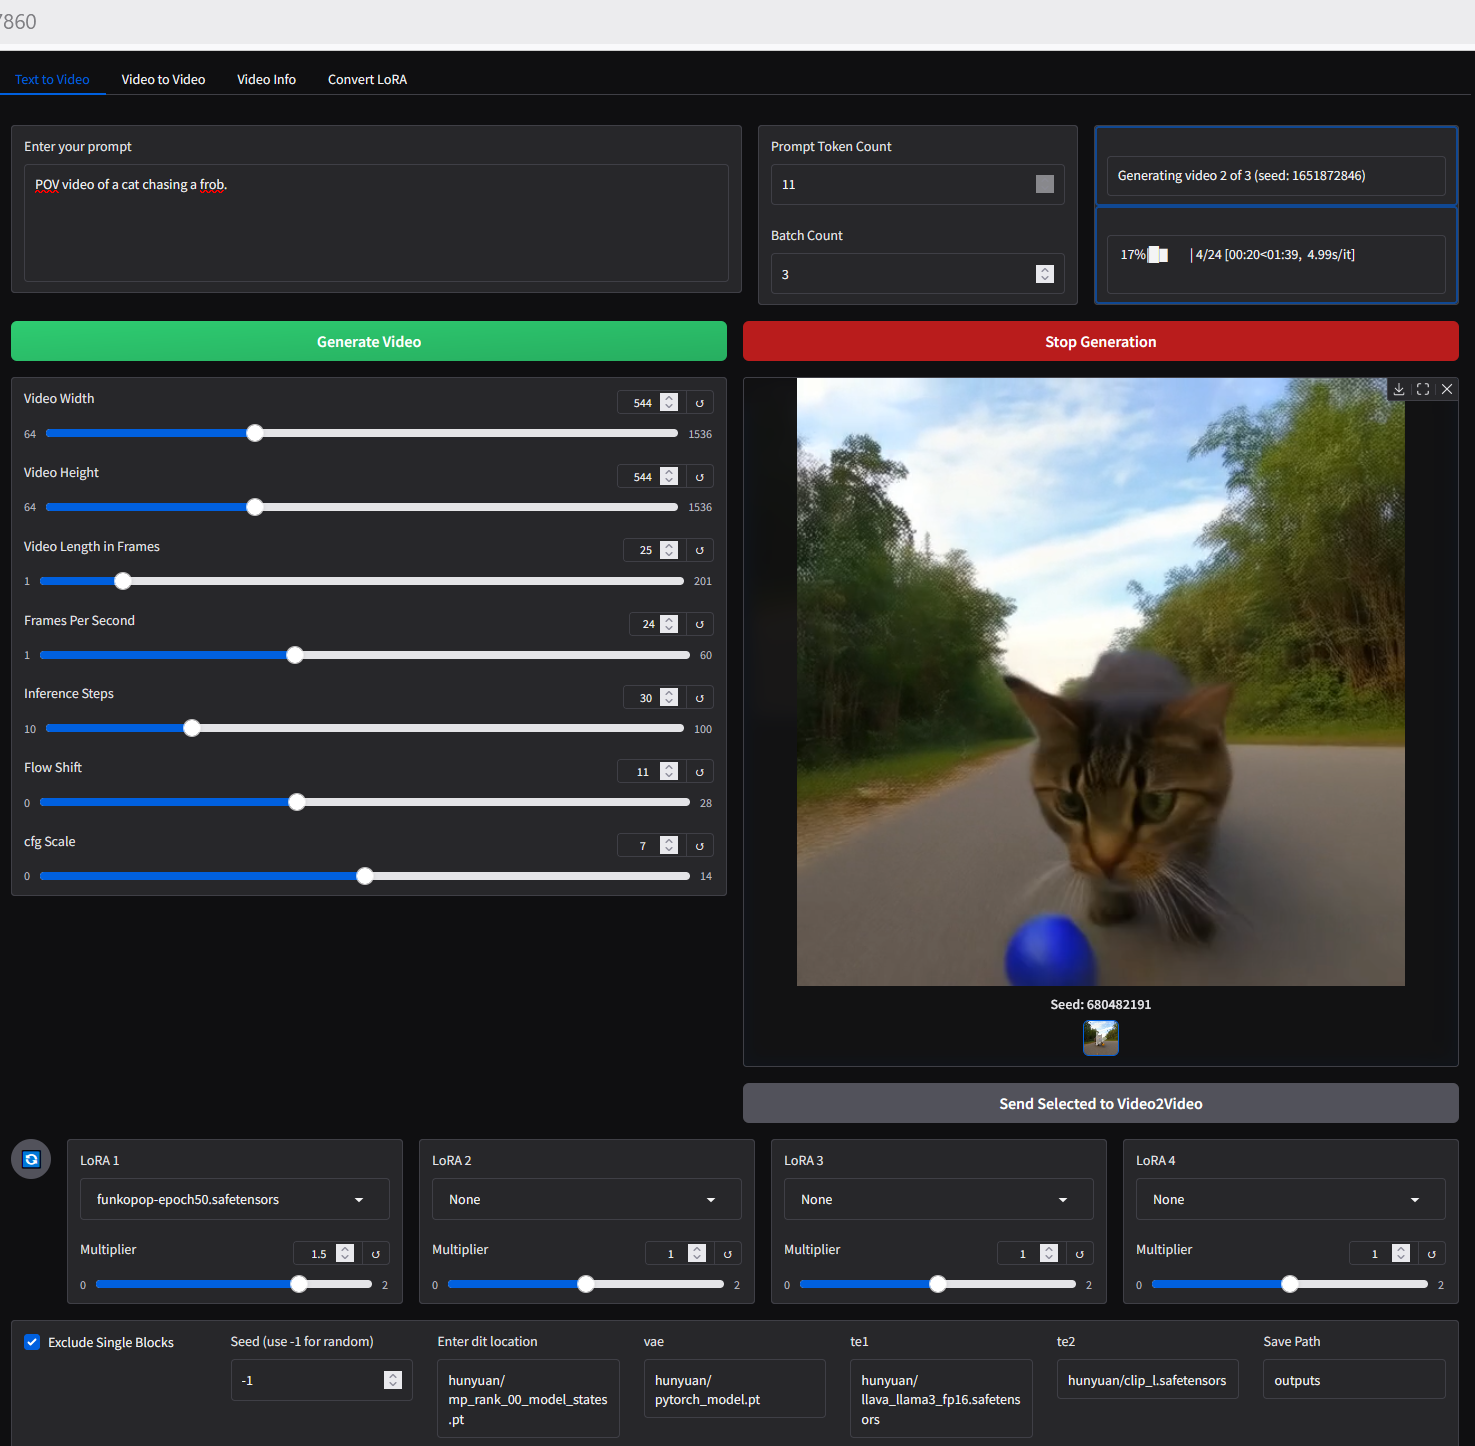 7860
Text to Video
Video to Video
Video Info
Convert LoRA
Enter your prompt
POV video of a cat chasing a frob.
Prompt Token Count
11
Batch Count
3
Generating video 2 of 3 (seed: 1651872846)
17%| | 4/24 [00:20<01:39, 4.99s/it]
Generate Video
Stop Generation
Video Width
544
64
1536
Video Height
544
64
1536
Video Length in Frames
25
1
201
Frames Per Second
24
1
60
Inference Steps
30
10
100
Flow Shift
11
0
28
cfg Scale
7
0
14
Seed: 680482191
Send Selected to Video2Video
LoRA 1
funkopop-epoch50.safetensors
Multiplier
1.5
0
2
LoRA 2
None
Multiplier
1
0
2
LoRA 3
None
Multiplier
1
0
2
LoRA 4
None
Multiplier
1
0
2
Exclude Single Blocks
Seed (use -1 for random)
-1
Enter dit location
hunyuan/
mp_rank_00_model_states
.pt
vae
hunyuan/
pytorch_model.pt
te1
hunyuan/
llava_llama3_fp16.safetens
ors
te2
hunyuan/clip_l.safetensors
Save Path
outputs